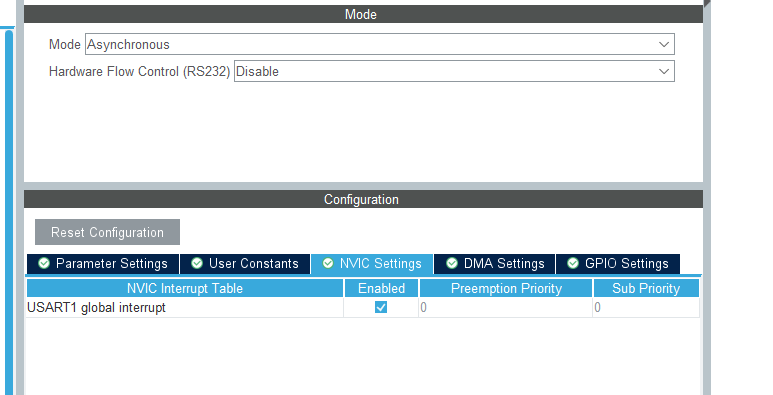 Mode
Mode Asynchronous
Hardware Flow Control (RS232) Disable
Configuration
Reset Configuration
Parameter Settings User Constants NVIC Settings DMA Settings GPIO Settings
NVIC Interrupt Table Enabled Preemption Priority Sub Priority
USART1 global interrupt 0 0